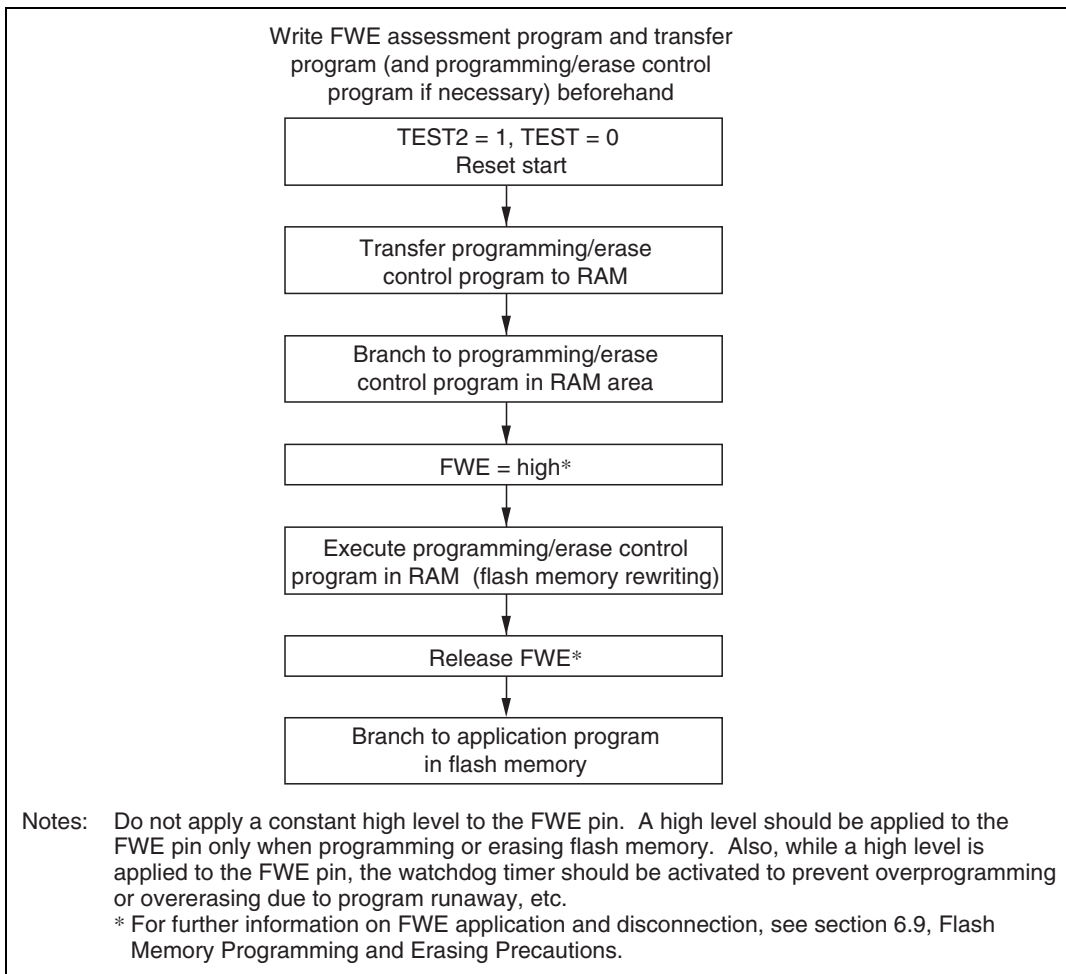 Write FWE assessment program and transfer
program (and programming/erase control
program if necessary) beforehand
TEST2 = 1, TEST = 0
Reset start
Transfer programming/erase
control program to RAM
Branch to programming/erase
control program in RAM area
FWE = high*
Execute programming/erase control
program in RAM (flash memory rewriting)
Release FWE*
Branch to application program
in flash memory
Notes: Do not apply a constant high level to the FWE pin. A high level should be applied to the
FWE pin only when programming or erasing flash memory. Also, while a high level is
applied to the FWE pin, the watchdog timer should be activated to prevent overprogramming
or overerasing due to program runaway, etc.
* For further information on FWE application and disconnection, see section 6.9, Flash
Memory Programming and Erasing Precautions.